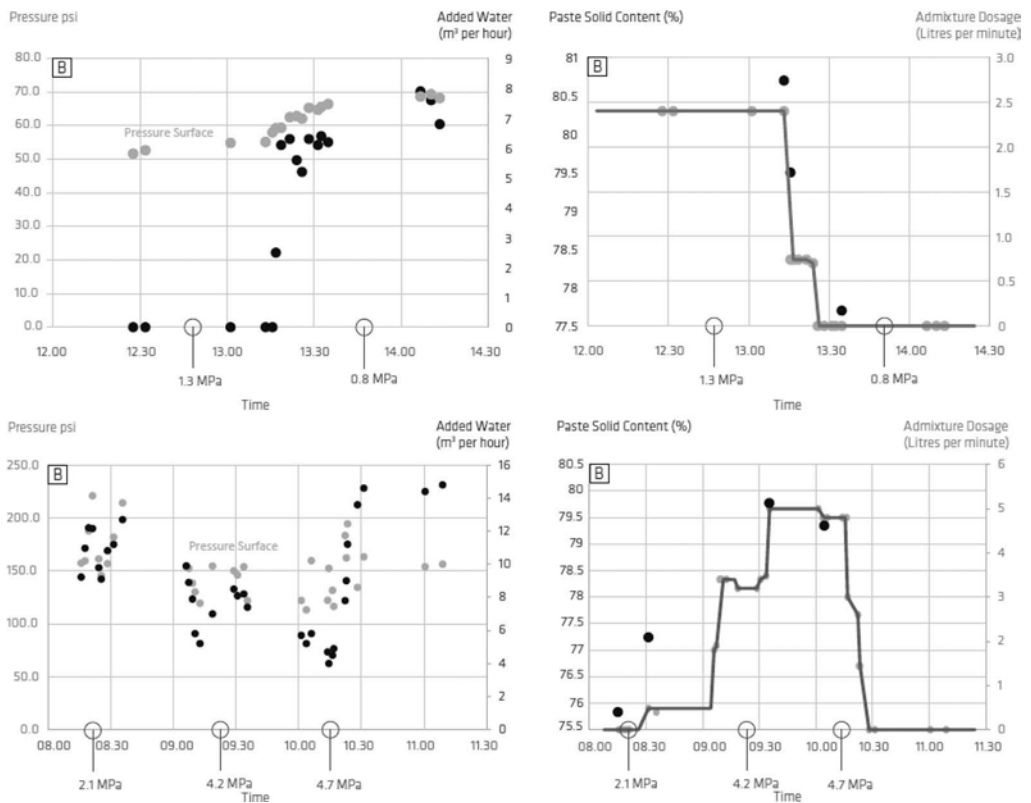 Pressure psi
Added Water
(m³ per hour)
80.0
70.0
60.0
50.0
40.0
30.0
20.0
10.0
0.0
B
Pressure Surface
9
8
7
6
5
4
3
2
1
0
12.00 12.30 13.00 13.30 14.00 14.30
1.3 MPa 0.8 MPa
Time
Paste Solid Content (%)
Admixture Dosage
(Litres per minute)
81
80.5
80
79.5
79
78.5
78
77.5
B
3.0
2.5
2.0
1.5
1.0
0.5
0
12.00 12.30 13.00 13.30 14.00 14.30
1.3 MPa 0.8 MPa
Time
Pressure psi
Added Water
(m³ per hour)
250.0
200.0
150.0
100.0
50.0
0.0
B
Pressure Surface
16
14
12
10
8
6
4
2
0
08.00 08.30 09.00 09.30 10.00 10.30 11.00 11.30
2.1 MPa 4.2 MPa 4.7 MPa
Time
Paste Solid Content (%)
Admixture Dosage
(Litres per minute)
80.5
80
79.5
79
78.5
78
77.5
77
76.5
76
75.5
B
6
5
4
3
2
1
0
08.00 08.30 09.00 09.30 10.00 10.30 11.00 11.30
2.1 MPa 4.2 MPa 4.7 MPa
Time